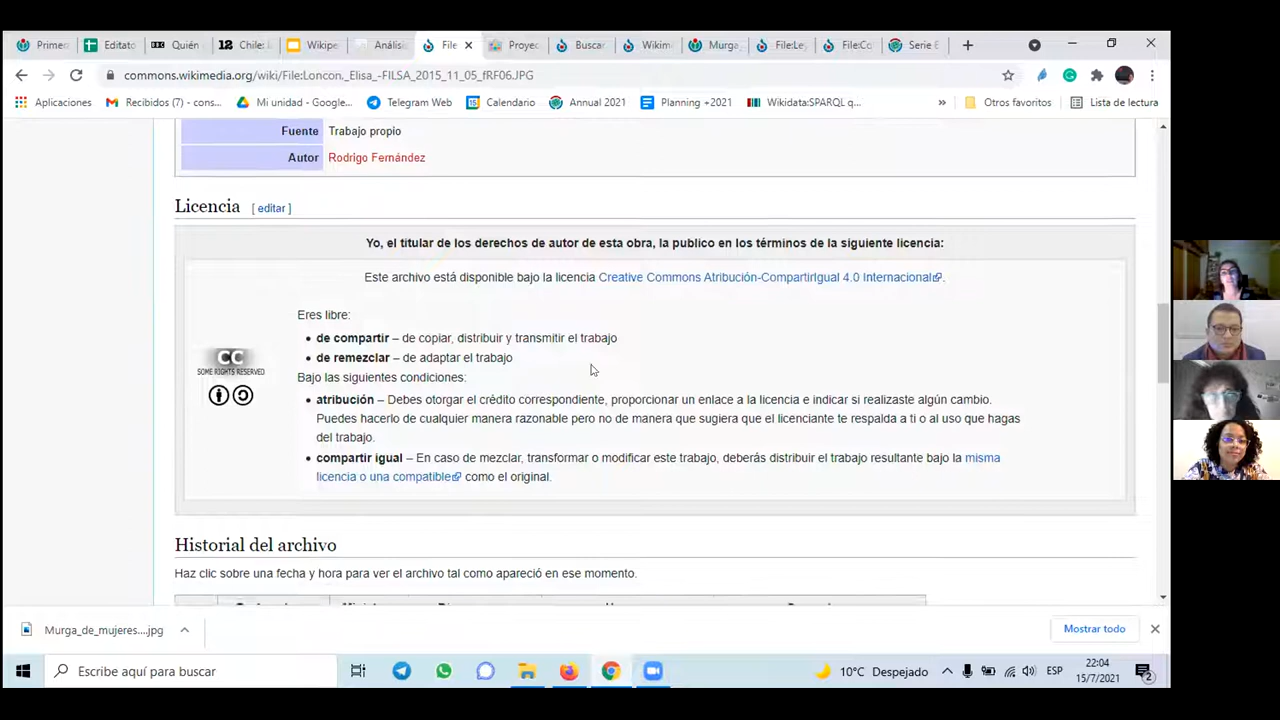 Primer
Editato
Quién
12 Chile:
Wikipe
Análisi
File
Proyec
Buscar
Wikim
Murga_
File:Le
File:Co
Serie E
commons.wikimedia.org/wiki/File:Loncon,_Elisa_-FILSA_2015_11_05_fRF06.JPG
Aplicaciones
Recibidos (7) - cons...
Mi unidad - Google...
Telegram Web
Calendario
Annual 2021
Planning +2021
Wikidata:SPARQL q...
»
Otros favoritos
Lista de lectura
Fuente Trabajo propio
Autor Rodrigo Fernández
Licencia [ editar ]
Yo, el titular de los derechos de autor de esta obra, la publico en los términos de la siguiente licencia:
Este archivo está disponible bajo la licencia Creative Commons Atribución-CompartirIgual 4.0 Internacional.
Eres libre:
• de compartir – de copiar, distribuir y transmitir el trabajo
• de remezclar – de adaptar el trabajo
CC
SOME RIGHTS RESERVED
Bajo las siguientes condiciones:
• atribución – Debes otorgar el crédito correspondiente, proporcionar un enlace a la licencia e indicar si realizaste algún cambio.
Puedes hacerlo de cualquier manera razonable pero no de manera que sugiera que el licenciante te respalda a ti o al uso que hagas
del trabajo.
• compartir igual – En caso de mezclar, transformar o modificar este trabajo, deberás distribuir el trabajo resultante bajo la misma
licencia o una compatible como el original.
Historial del archivo
Haz clic sobre una fecha y hora para ver el archivo tal como apareció en ese momento.
Murga_de_mujeres....jpg
Mostrar todo
Escribe aquí para buscar
10°C Despejado
ESP
22:04
15/7/2021
2